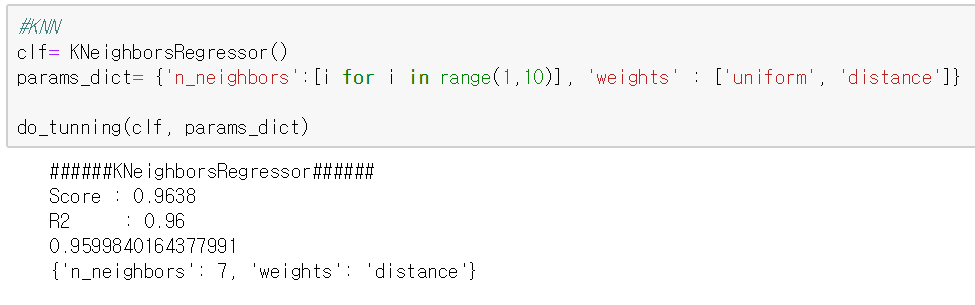 #KNN
clf= KNeighborsRegressor()
params_dict= {'n_neighbors':[i for i in range(1,10)], 'weights' : ['uniform', 'distance']}
do_tunning(clf, params_dict)
######KNeighborsRegressor######
Score : 0.9638
R2     : 0.96
0.9599840164377991
{'n_neighbors': 7, 'weights': 'distance'}